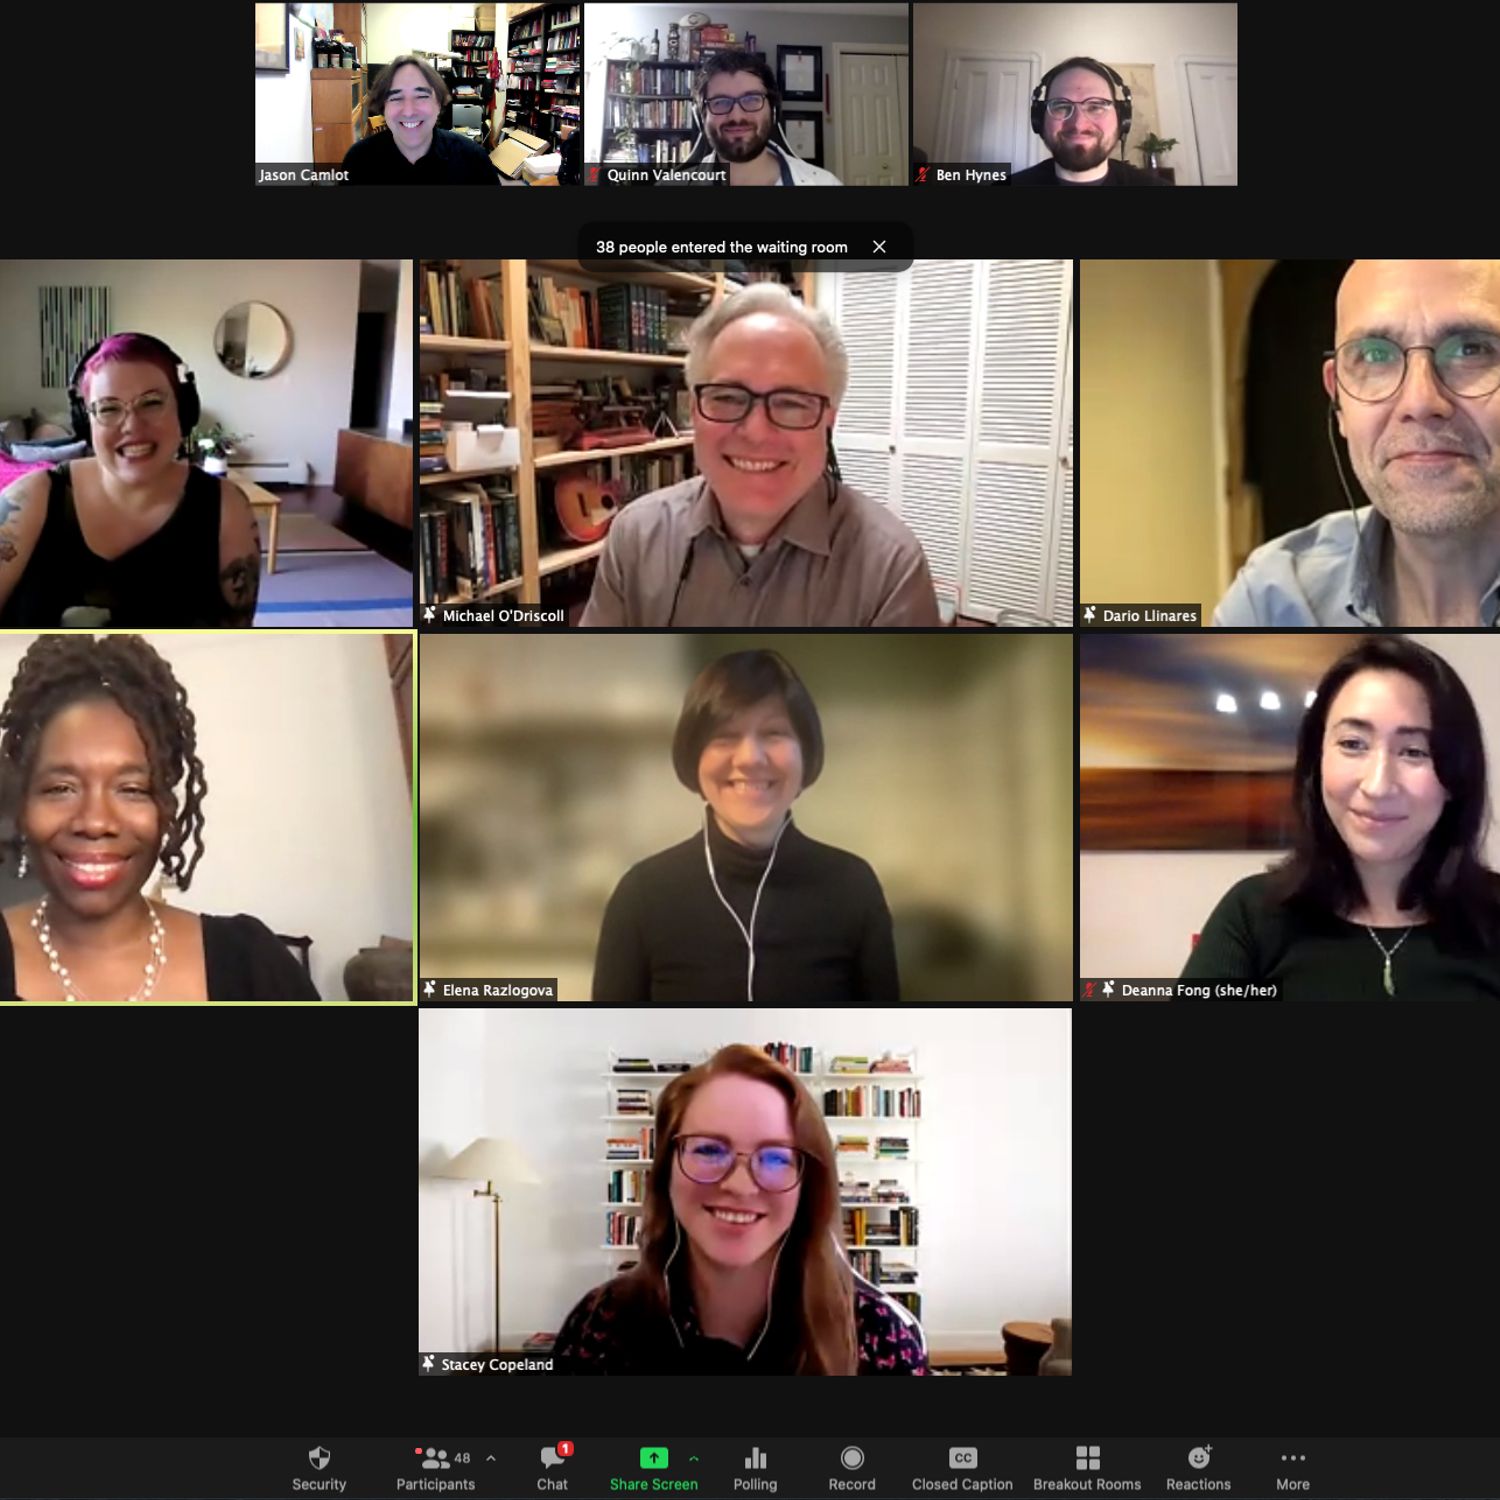 Jason Camlot
Quinn Valencourt
Ben Hynes
38 people entered the waiting room
Michael O'Driscoll
Dario Llinares
Elena Razlogova
Deanna Fong (she/her)
Stacey Copeland
1
48
CC
Security
Participants
Chat
Share Screen
Polling
Record
Closed Caption
Breakout Rooms
Reactions
More